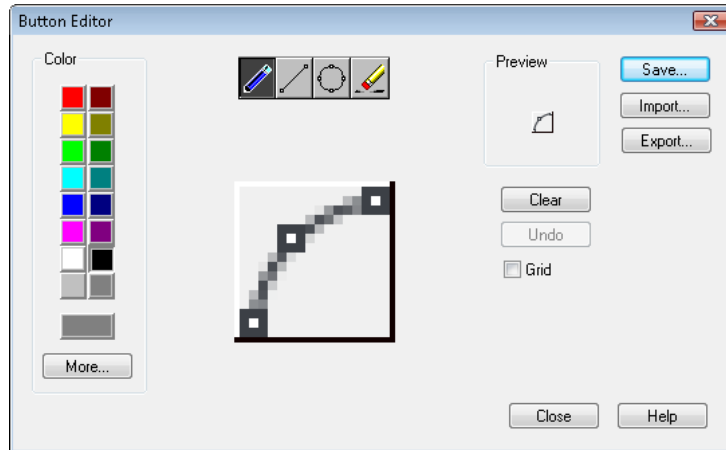 Button Editor
Color
Preview
Save...
Import...
Export...
Clear
Undo
Grid
More...
Close
Help